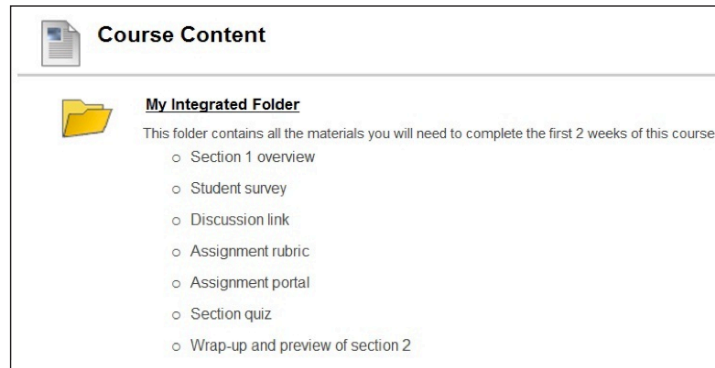 Course Content
My Integrated Folder
This folder contains all the materials you will need to complete the first 2 weeks of this course
○ Section 1 overview
○ Student survey
○ Discussion link
○ Assignment rubric
○ Assignment portal
○ Section quiz
○ Wrap-up and preview of section 2